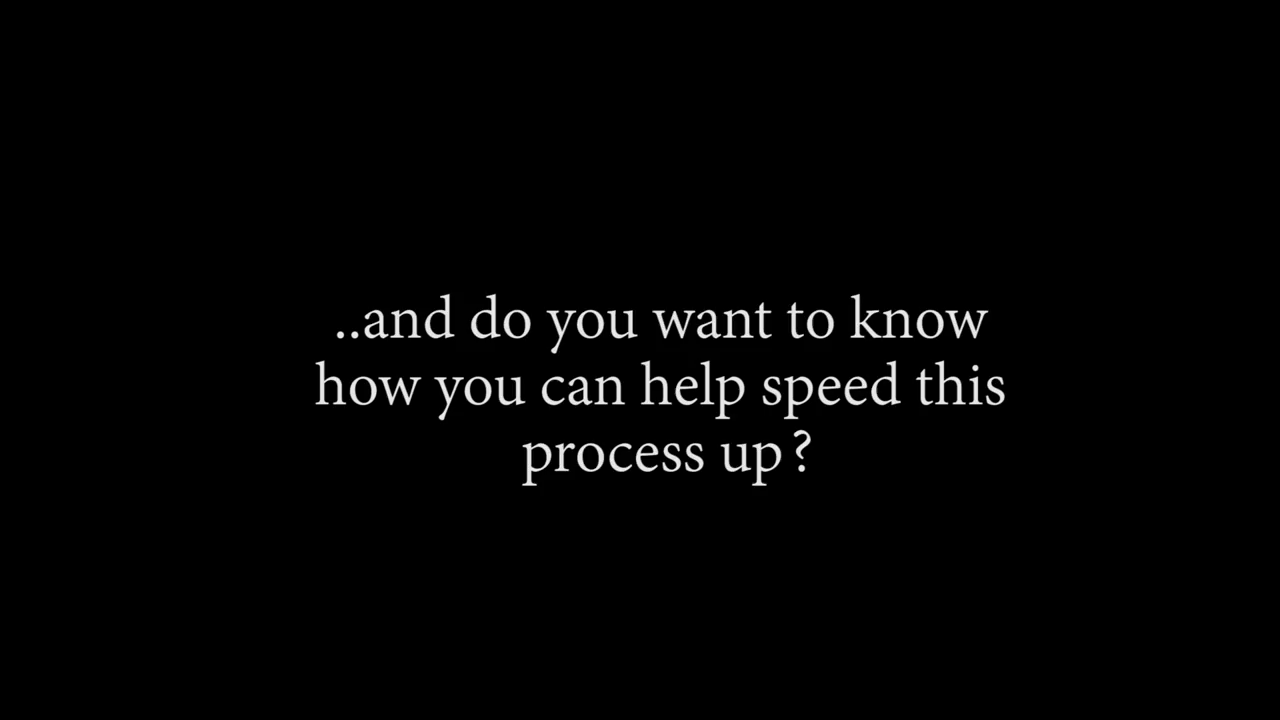 ..and do you want to know
how you can help speed this
process up?